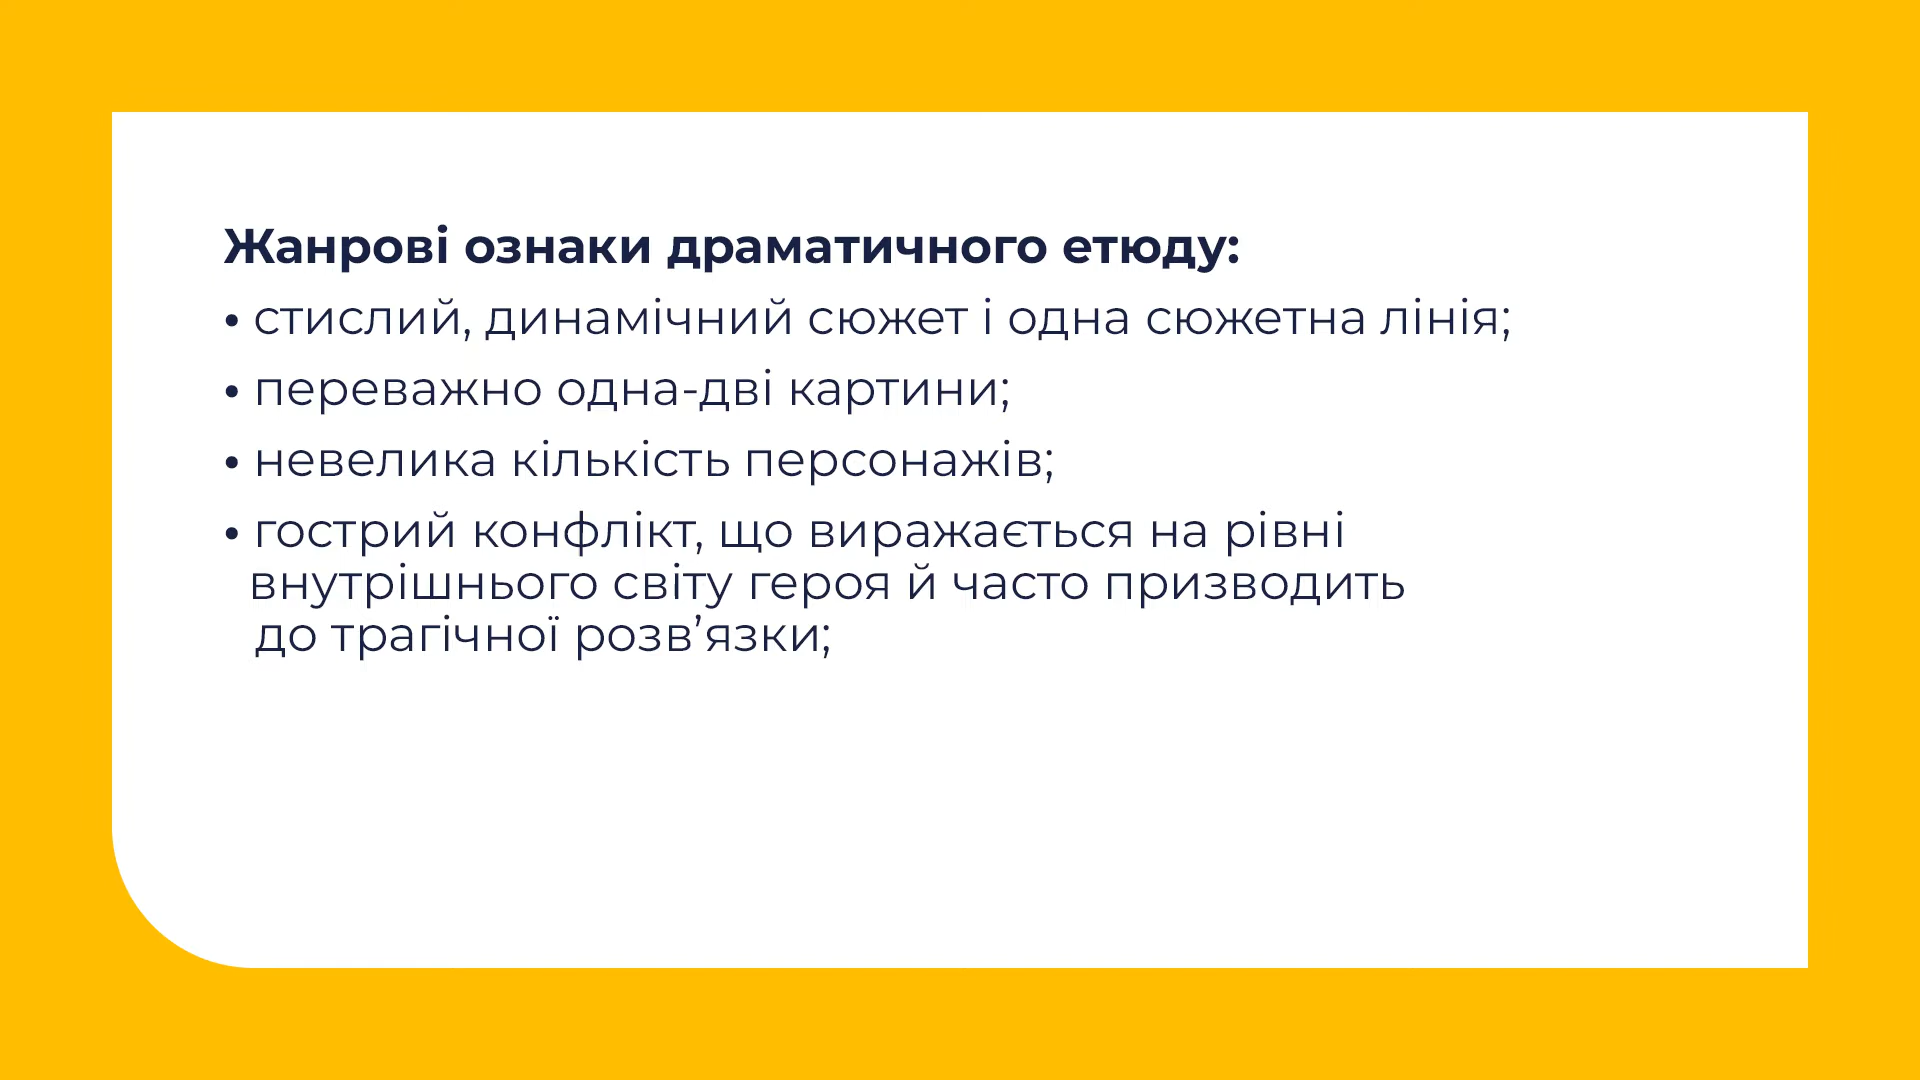 Жанрові ознаки драматичного етюду:
• стислий, динамічний сюжет і одна сюжетна лінія;
• переважно одна-дві картини;
• невелика кількість персонажів;
• гострий конфлікт, що виражається на рівні
внутрішнього світу героя й часто призводить
до трагічної розв’язки;